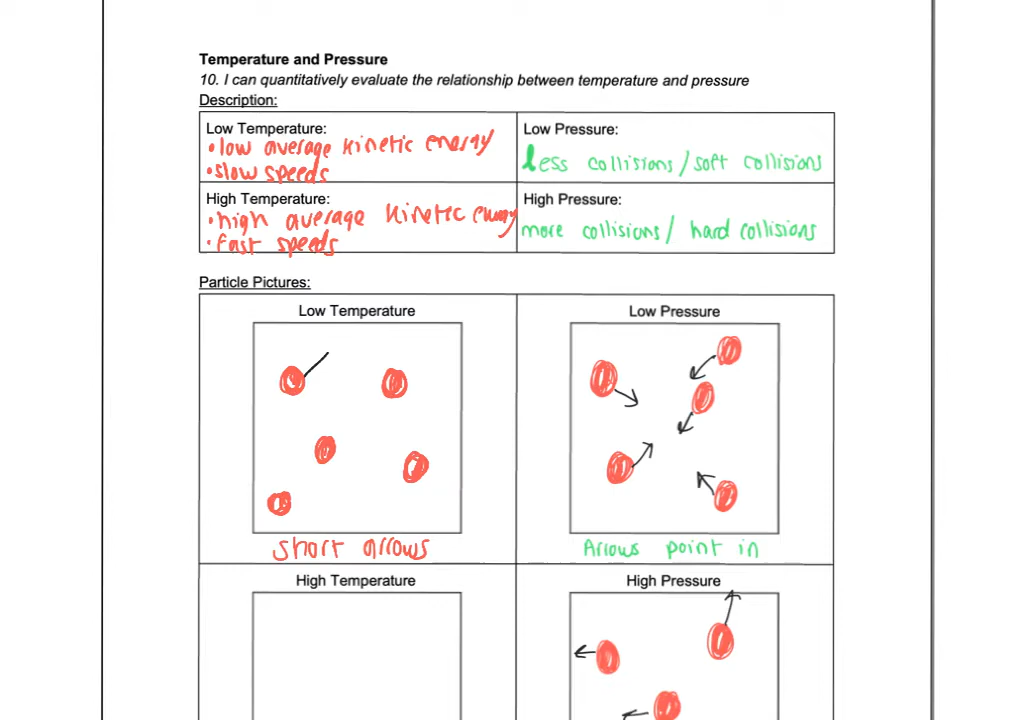 Temperature and Pressure
10. I can quantitatively evaluate the relationship between temperature and pressure
Description:
Low Temperature:
•low average kinetic energy
•slow speeds
Low Pressure:
less collisions/soft collisions
High Temperature:
•high average kinetic energy
•fast speeds
High Pressure:
more collisions/ hard collisions
Particle Pictures:
Low Temperature
short arrows
Low Pressure
Arrows point in
High Temperature
High Pressure